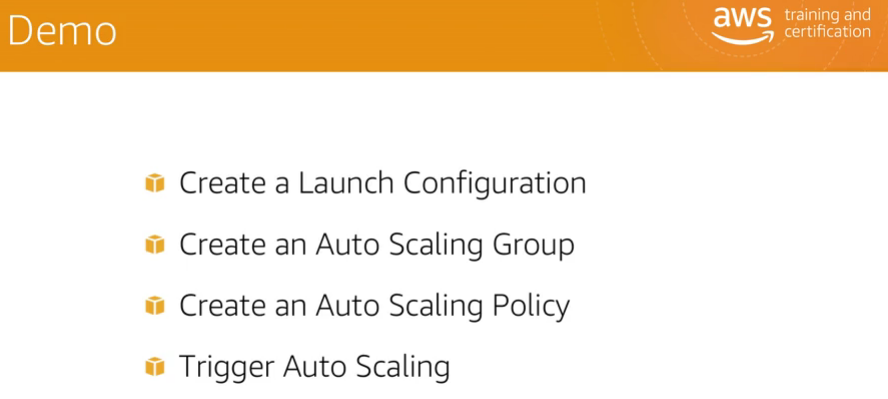 Demo
aws training and
certification
Create a Launch Configuration
Create an Auto Scaling Group
Create an Auto Scaling Policy
Trigger Auto Scaling